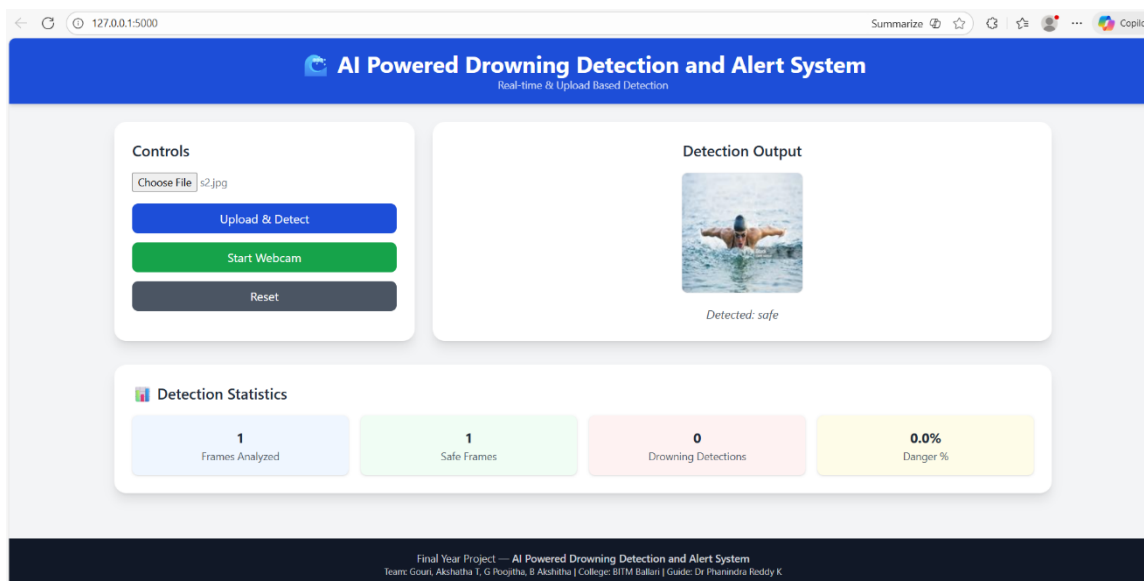 127.0.0.1:5000
Summarize
Copilo
AI Powered Drowning Detection and Alert System
Real-time & Upload Based Detection
Controls
Choose File s2.jpg
Upload & Detect
Start Webcam
Reset
Detection Output
Detected: safe
Detection Statistics
1
Frames Analyzed
1
Safe Frames
0
Drowning Detections
0.0%
Danger %
Final Year Project — AI Powered Drowning Detection and Alert System
Team: Gouri, Akshatha T, G Poojitha, B Akshitha | College: BITM Ballari | Guide: Dr Phanindra Reddy K